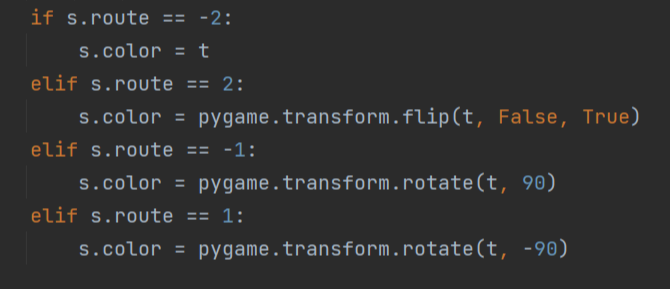 if s.route == -2:
    s.color = t
elif s.route == 2:
    s.color = pygame.transform.flip(t, False, True)
elif s.route == -1:
    s.color = pygame.transform.rotate(t, 90)
elif s.route == 1:
    s.color = pygame.transform.rotate(t, -90)